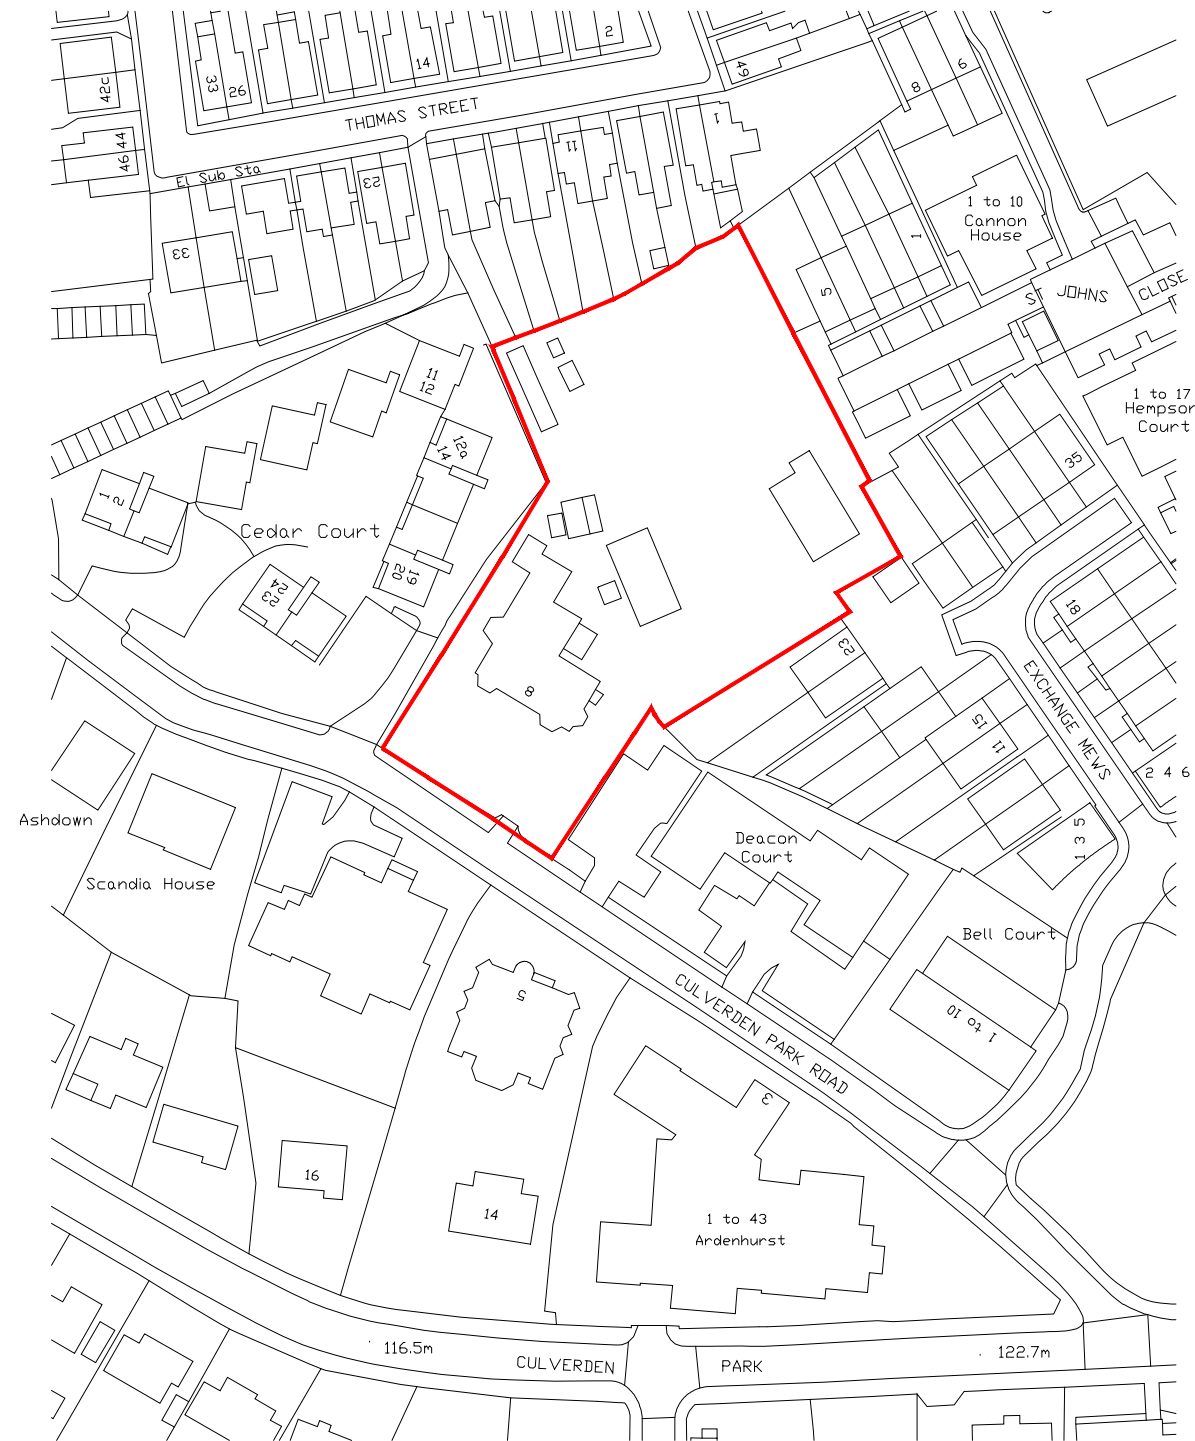 2
14
33
26
49
42c
8
6
THOMAS STREET
1
46 44
11
El Sub Sta
23
33
1 to 10
Cannon
House
1
5
ST JOHNS CLOSE
11
12
1 to 17
Hempson
Court
12a
14
35
1
2
Cedar Court
19
20
24
23
18
23
8
EXCHANGE MEWS
15
11
2 4 6
Ashdown
1 3 5
Deacon
Court
Scandia House
Bell Court
5
CULVERDEN PARK ROAD
1 to 10
3
16
14
1 to 43
Ardenhurst
116.5m
122.7m
CULVERDEN PARK